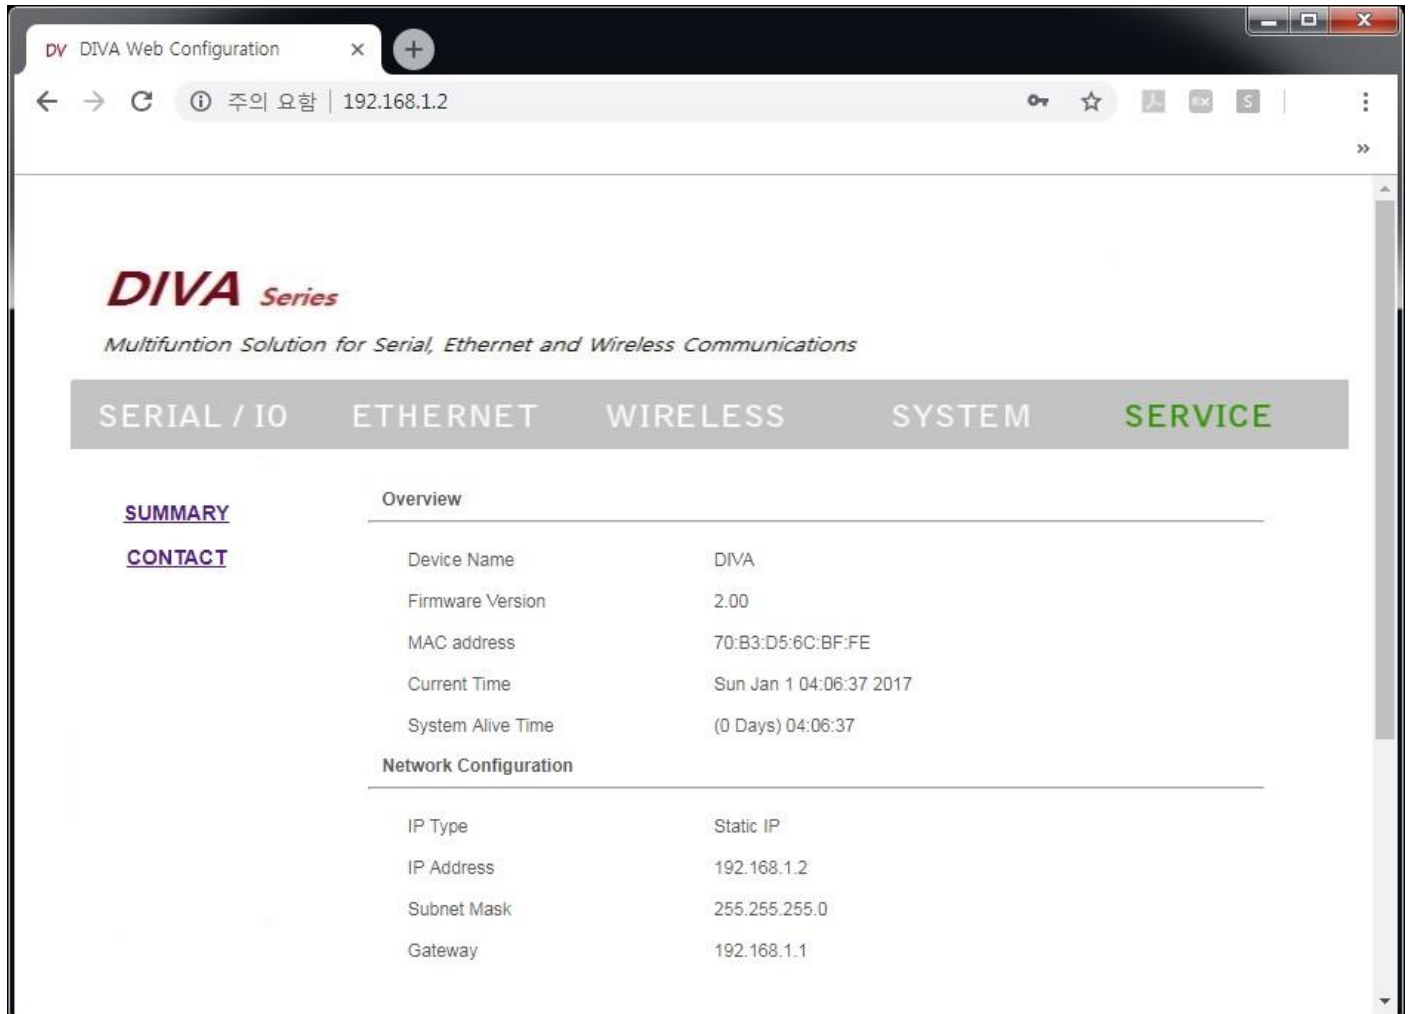 DV DIVA Web Configuration
주의 요함 192.168.1.2
DIVA Series
Multifuntion Solution for Serial, Ethernet and Wireless Communications
SERIAL / IO ETHERNET WIRELESS SYSTEM SERVICE
SUMMARY
CONTACT
Overview
Device Name DIVA
Firmware Version 2.00
MAC address 70:B3:D5:6C:BF:FE
Current Time Sun Jan 1 04:06:37 2017
System Alive Time (0 Days) 04:06:37
Network Configuration
IP Type Static IP
IP Address 192.168.1.2
Subnet Mask 255.255.255.0
Gateway 192.168.1.1